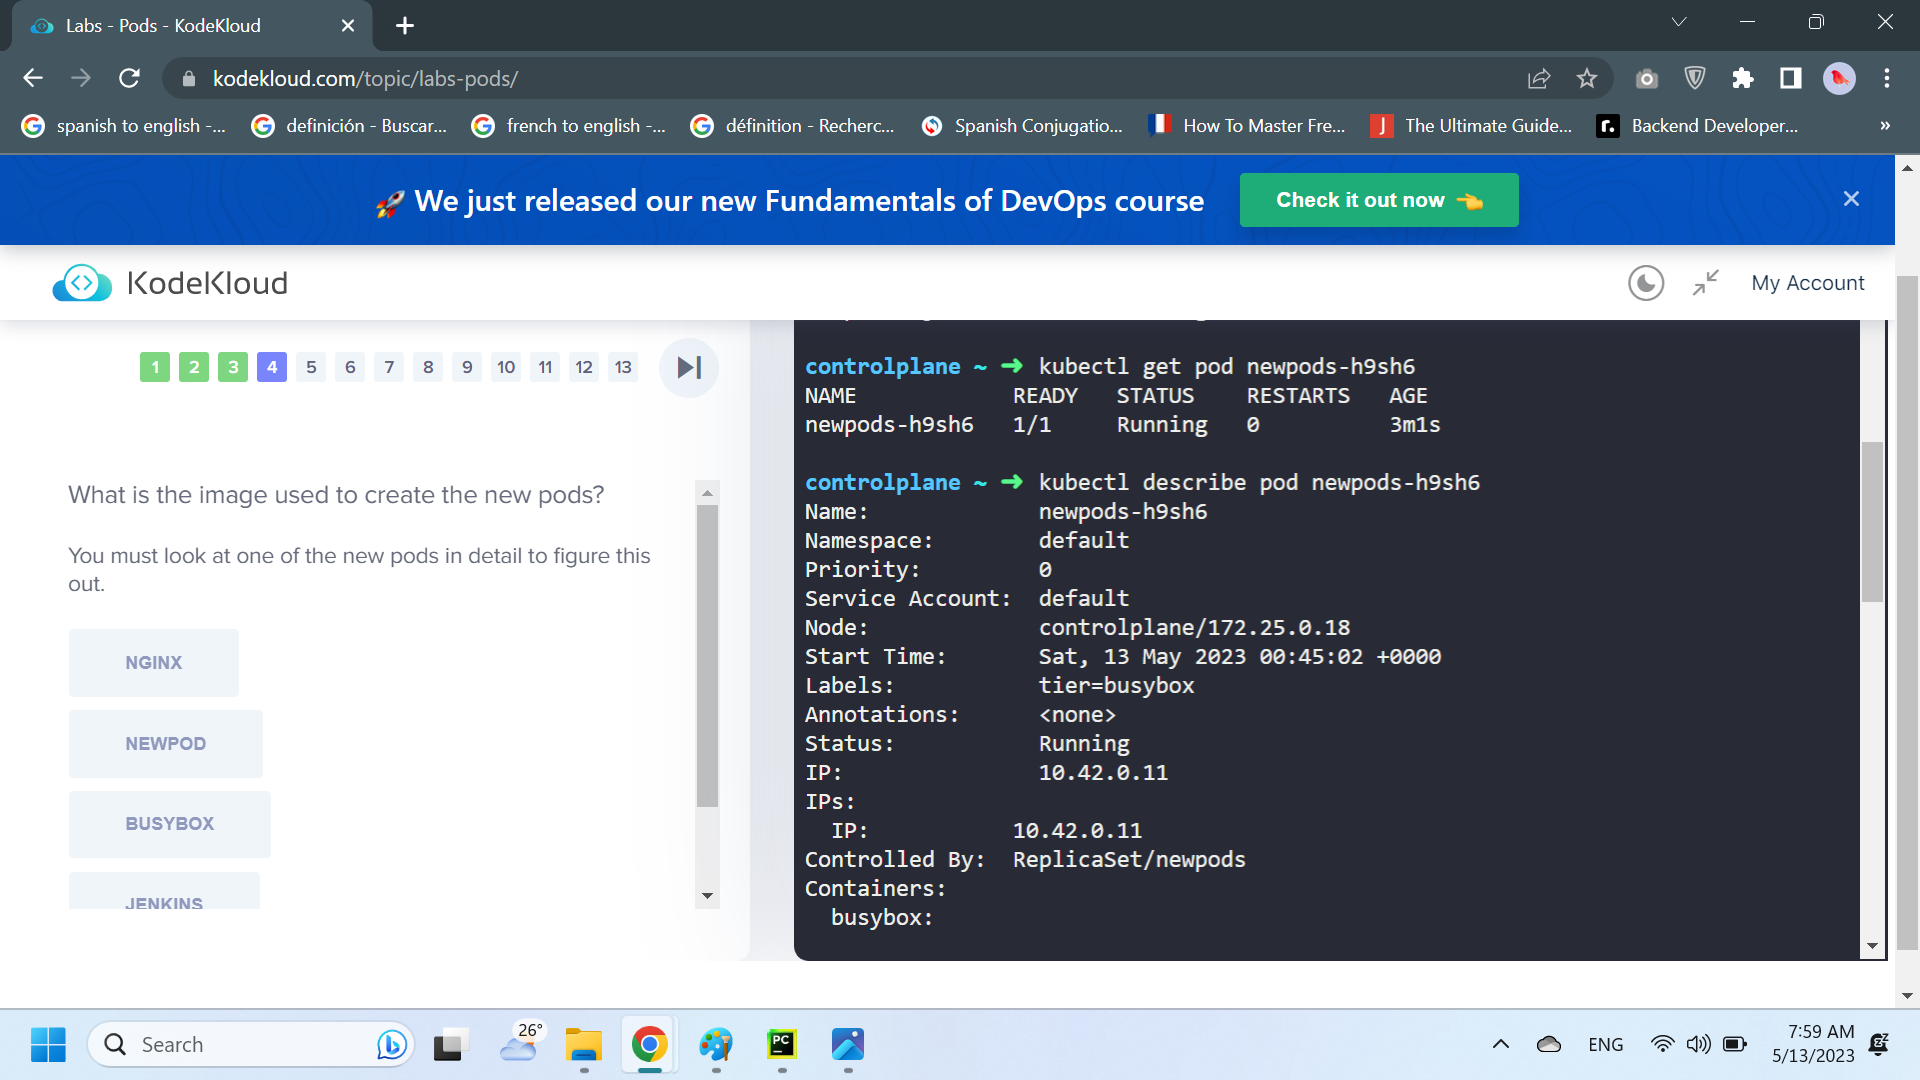 Labs - Pods - KodeKloud
kodekloud.com/topic/labs-pods/
spanish to english -...
definición - Buscar...
french to english -...
définition - Recherc...
Spanish Conjugatio...
How To Master Fre...
The Ultimate Guide...
Backend Developer...
»
We just released our new Fundamentals of DevOps course
Check it out now
KodeKloud
My Account
1 2 3 4 5 6 7 8 9 10 11 12 13
What is the image used to create the new pods?
You must look at one of the new pods in detail to figure this
out.
NGINX
NEWPOD
BUSYBOX
JENKINS
controlplane ~ ➜ kubectl get pod newpods-h9sh6
NAME READY STATUS RESTARTS AGE
newpods-h9sh6 1/1 Running 0 3m1s
controlplane ~ ➜ kubectl describe pod newpods-h9sh6
Name: newpods-h9sh6
Namespace: default
Priority: 0
Service Account: default
Node: controlplane/172.25.0.18
Start Time: Sat, 13 May 2023 00:45:02 +0000
Labels: tier=busybox
Annotations: <none>
Status: Running
IP: 10.42.0.11
IPs:
IP: 10.42.0.11
Controlled By: ReplicaSet/newpods
Containers:
busybox:
Search
26°
PC
ENG
7:59 AM
5/13/2023